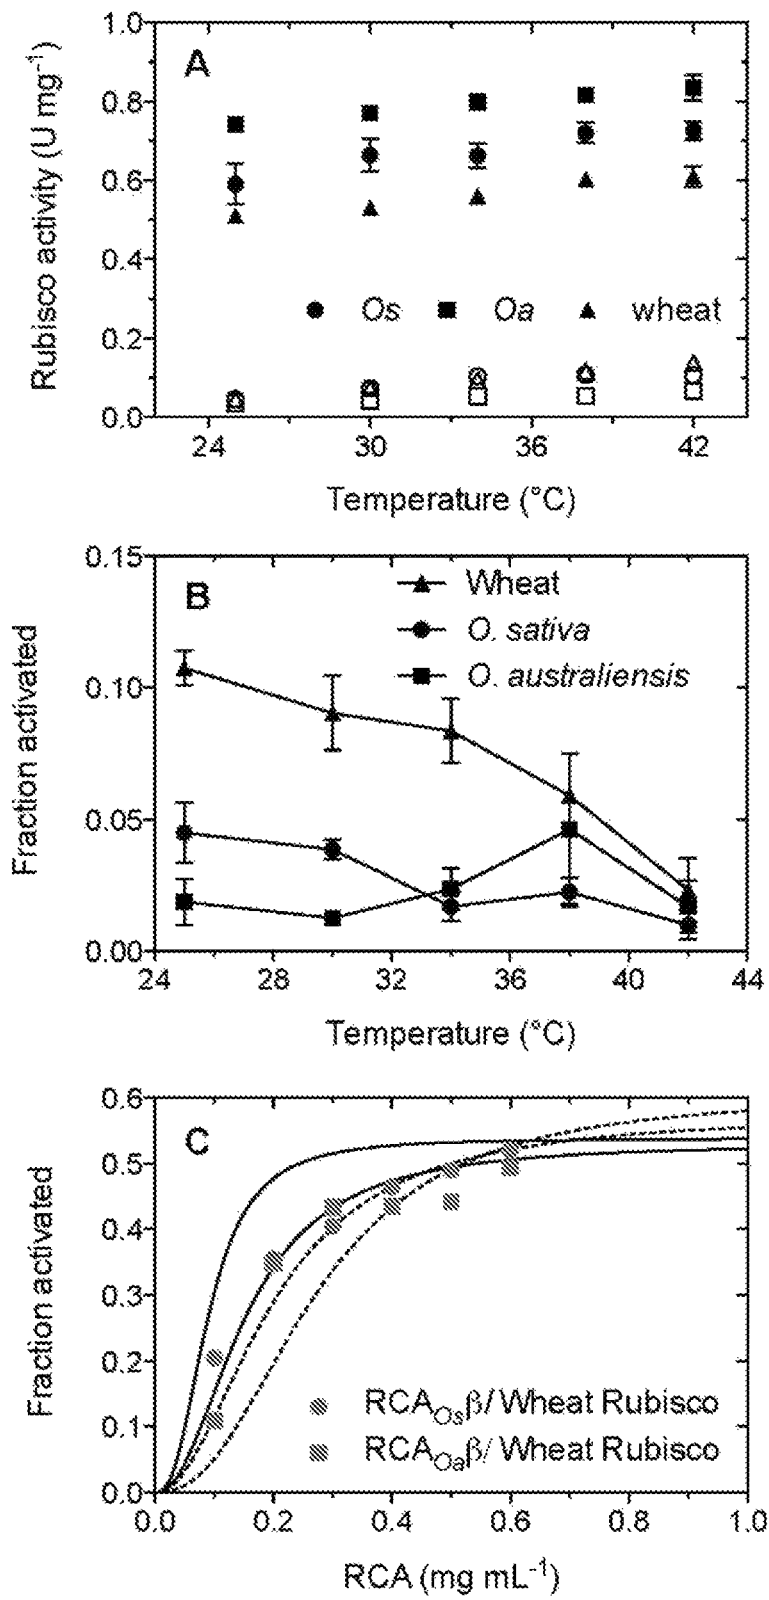 A
1.0
0.8
0.6
0.4
0.2
0.0
Rubisco activity (U mg⁻¹)
Os Oa wheat
24 30 36 42
Temperature (°C)
B
0.15
0.10
0.05
0.00
Fraction activated
Wheat
O. sativa
O. australiensis
24 28 32 36 40 44
Temperature (°C)
C
0.6
0.5
0.4
0.3
0.2
0.1
0.0
Fraction activated
RCAOsβ/ Wheat Rubisco
RCAOaβ/ Wheat Rubisco
0.0 0.2 0.4 0.6 0.8 1.0
RCA (mg mL⁻¹)